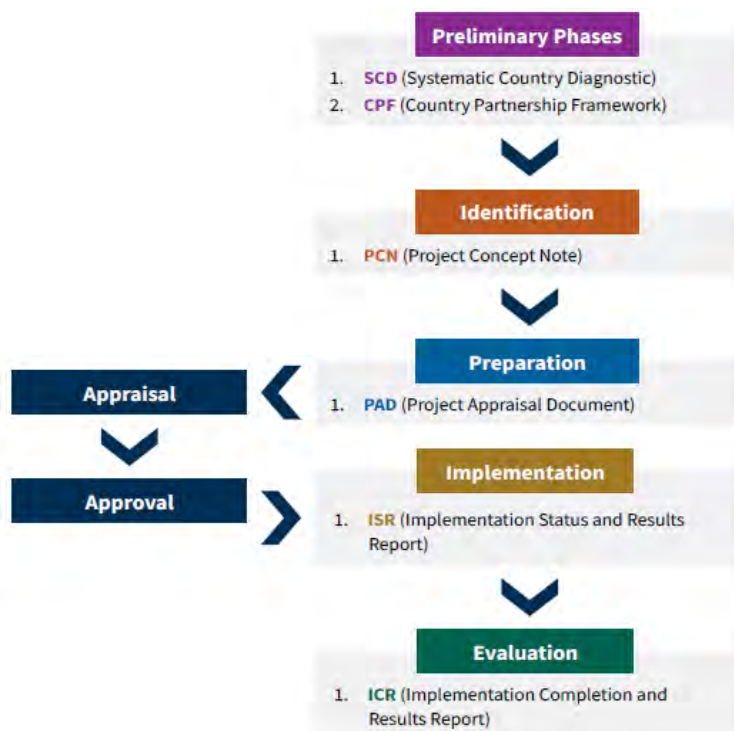 Preliminary Phases
1. SCD (Systematic Country Diagnostic)
2. CPF (Country Partnership Framework)
Identification
1. PCN (Project Concept Note)
Preparation
1. PAD (Project Appraisal Document)
Appraisal
Approval
Implementation
1. ISR (Implementation Status and Results
Report)
Evaluation
1. ICR (Implementation Completion and
Results Report)